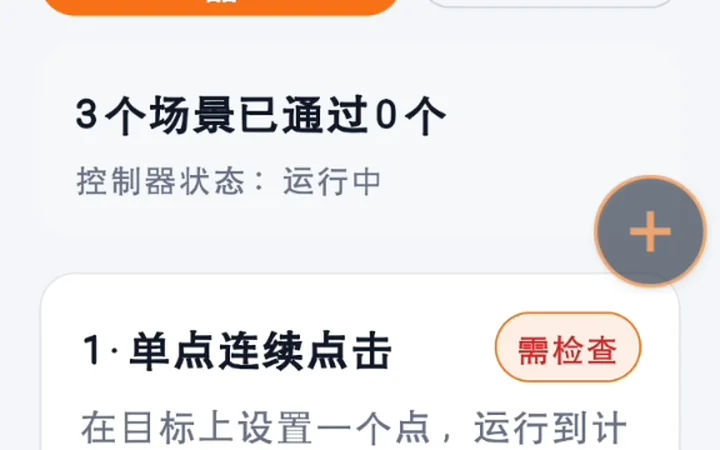 3个场景已通过0个
控制器状态：运行中
1·单点连续点击
需检查
在目标上设置一个点，运行到计